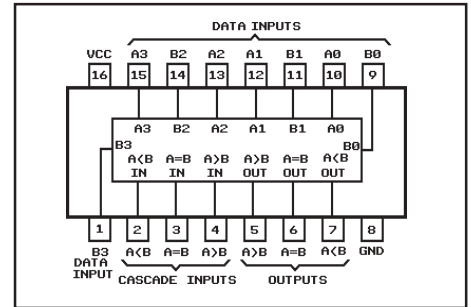 DATA INPUTS
VCC A3 B2 A2 A1 B1 A0 B0
16 15 14 13 12 11 10 9
A3 B2 A2 A1 B1 A0
B3 B0
A<B A=B A>B A>B A=B A<B
IN IN IN OUT OUT OUT
1 2 3 4 5 6 7 8
B3 A<B A=B A>B A>B A=B A<B GND
DATA
INPUT CASCADE INPUTS OUTPUTS